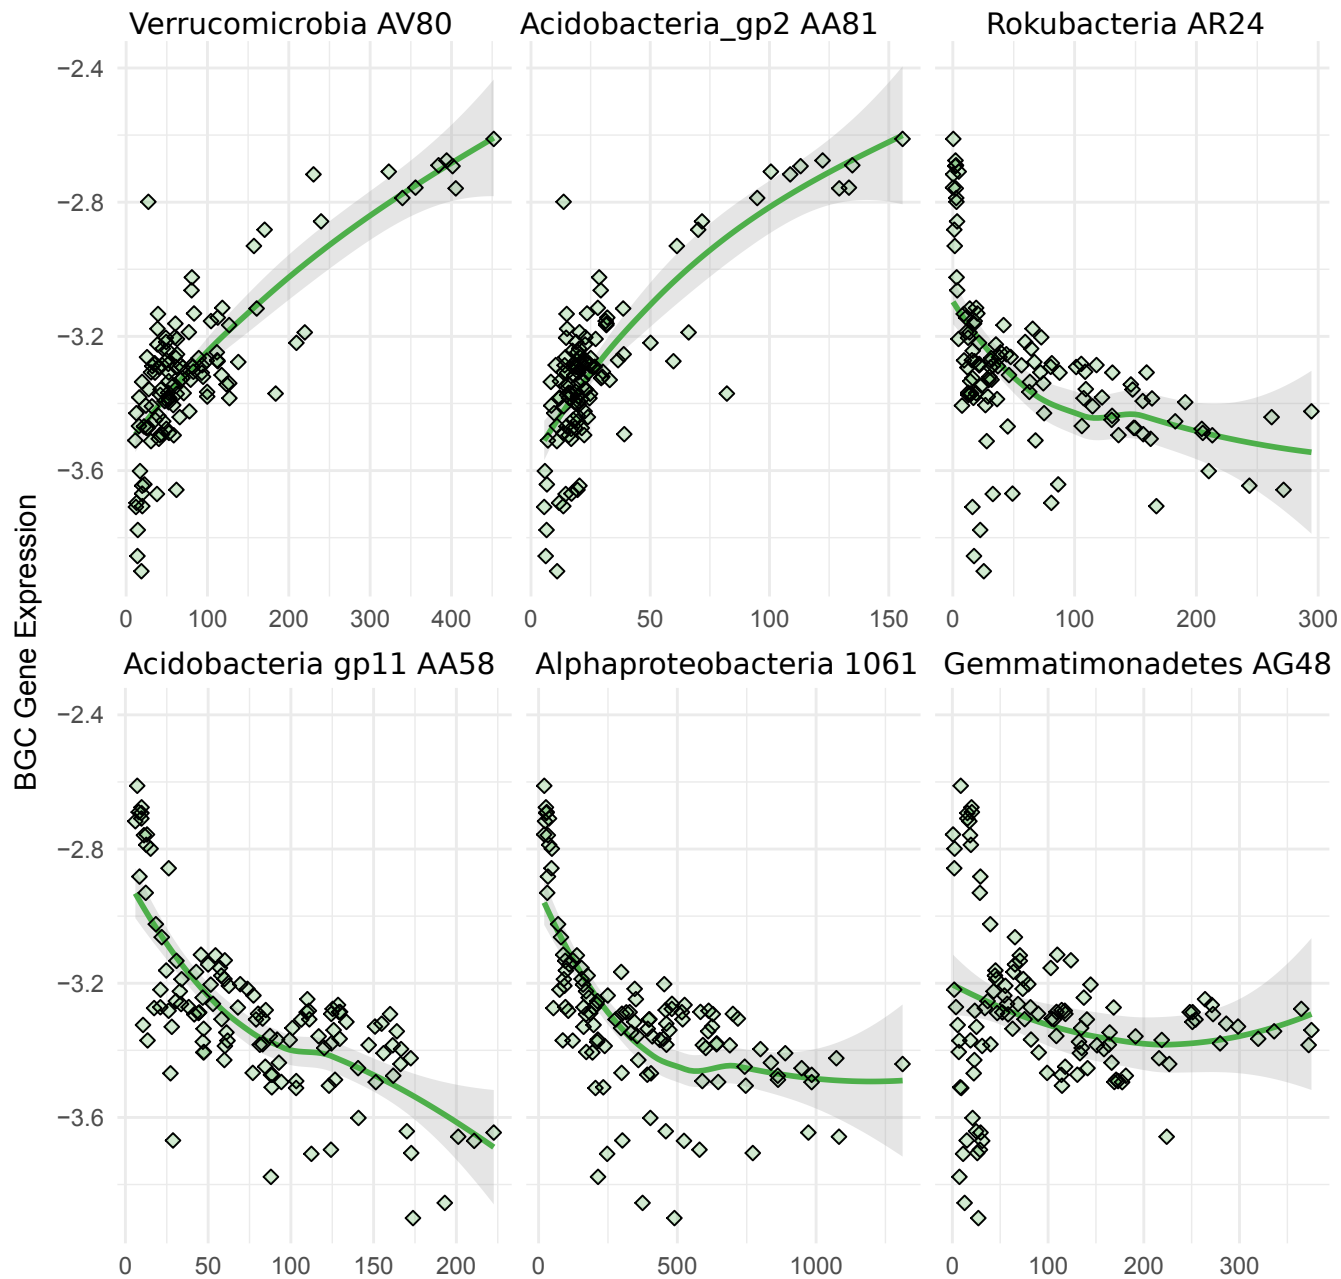 Verrucomicrobia AV80
Acidobacteria_gp2 AA81
Rokubacteria AR24
−2.4
−2.8
−3.2
−3.6
0 100 200 300 400
0 50 100 150
0 100 200 300
BGC Gene Expression
Acidobacteria gp11 AA58
Alphaproteobacteria 1061
Gemmatimonadetes AG48
−2.4
−2.8
−3.2
−3.6
0 50 100 150 200
0 500 1000
0 100 200 300